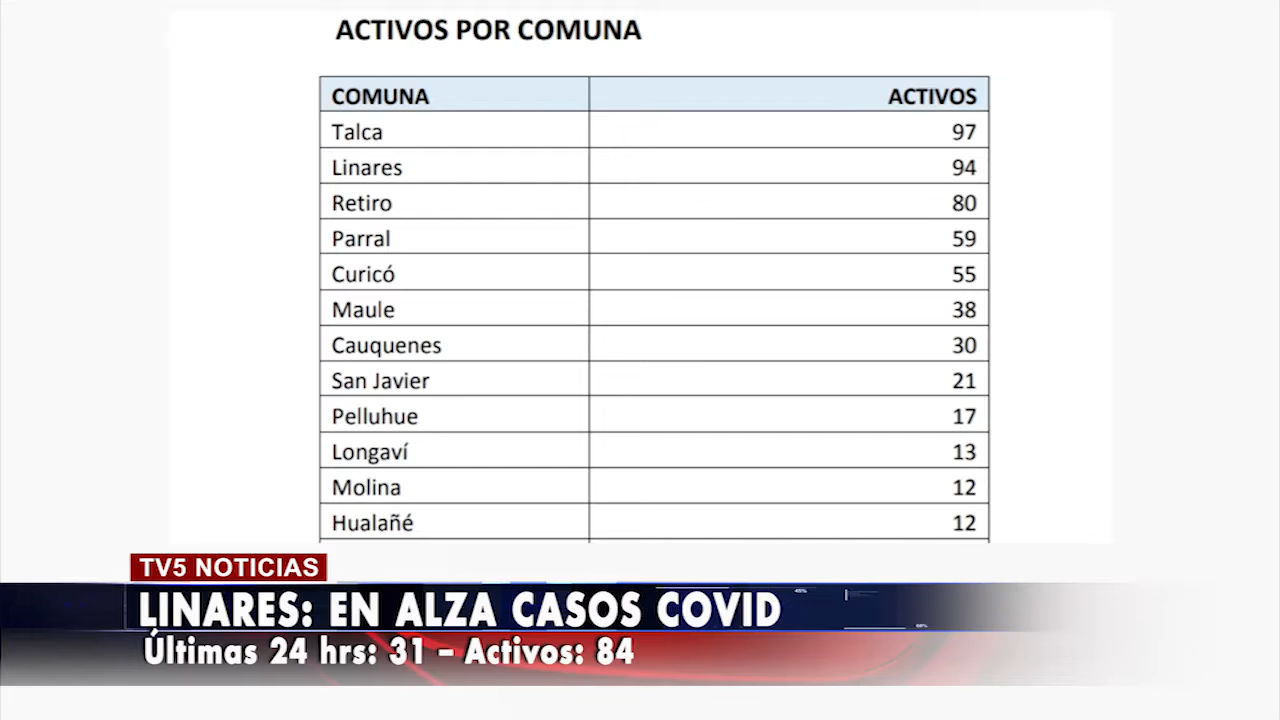 ACTIVOS POR COMUNA
COMUNA ACTIVOS
Talca 97
Linares 94
Retiro 80
Parral 59
Curicó 55
Maule 38
Cauquenes 30
San Javier 21
Pelluhue 17
Longaví 13
Molina 12
Hualañé 12
TV5 NOTICIAS
LINARES: EN ALZA CASOS COVID
Últimas 24 hrs: 31 – Activos: 84